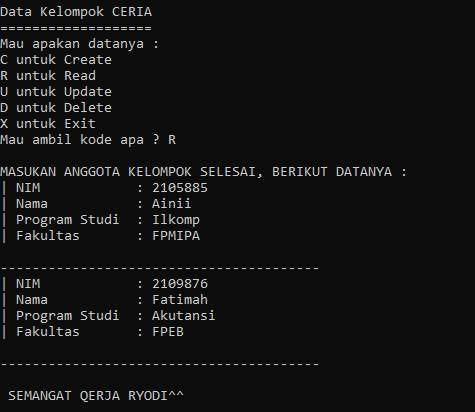 Data Kelompok CERIA
===================
Mau apakan datanya :
C untuk Create
R untuk Read
U untuk Update
D untuk Delete
X untuk Exit
Mau ambil kode apa ? R
MASUKAN ANGGOTA KELOMPOK SELESAI, BERIKUT DATANYA :
| NIM            : 2105885
| Nama           : Ainii
| Program Studi  : Ilkomp
| Fakultas       : FPMIPA
----------------------------------------
| NIM            : 2109876
| Nama           : Fatimah
| Program Studi  : Akutansi
| Fakultas       : FPEB
----------------------------------------
SEMANGAT QERJA RYODI^^